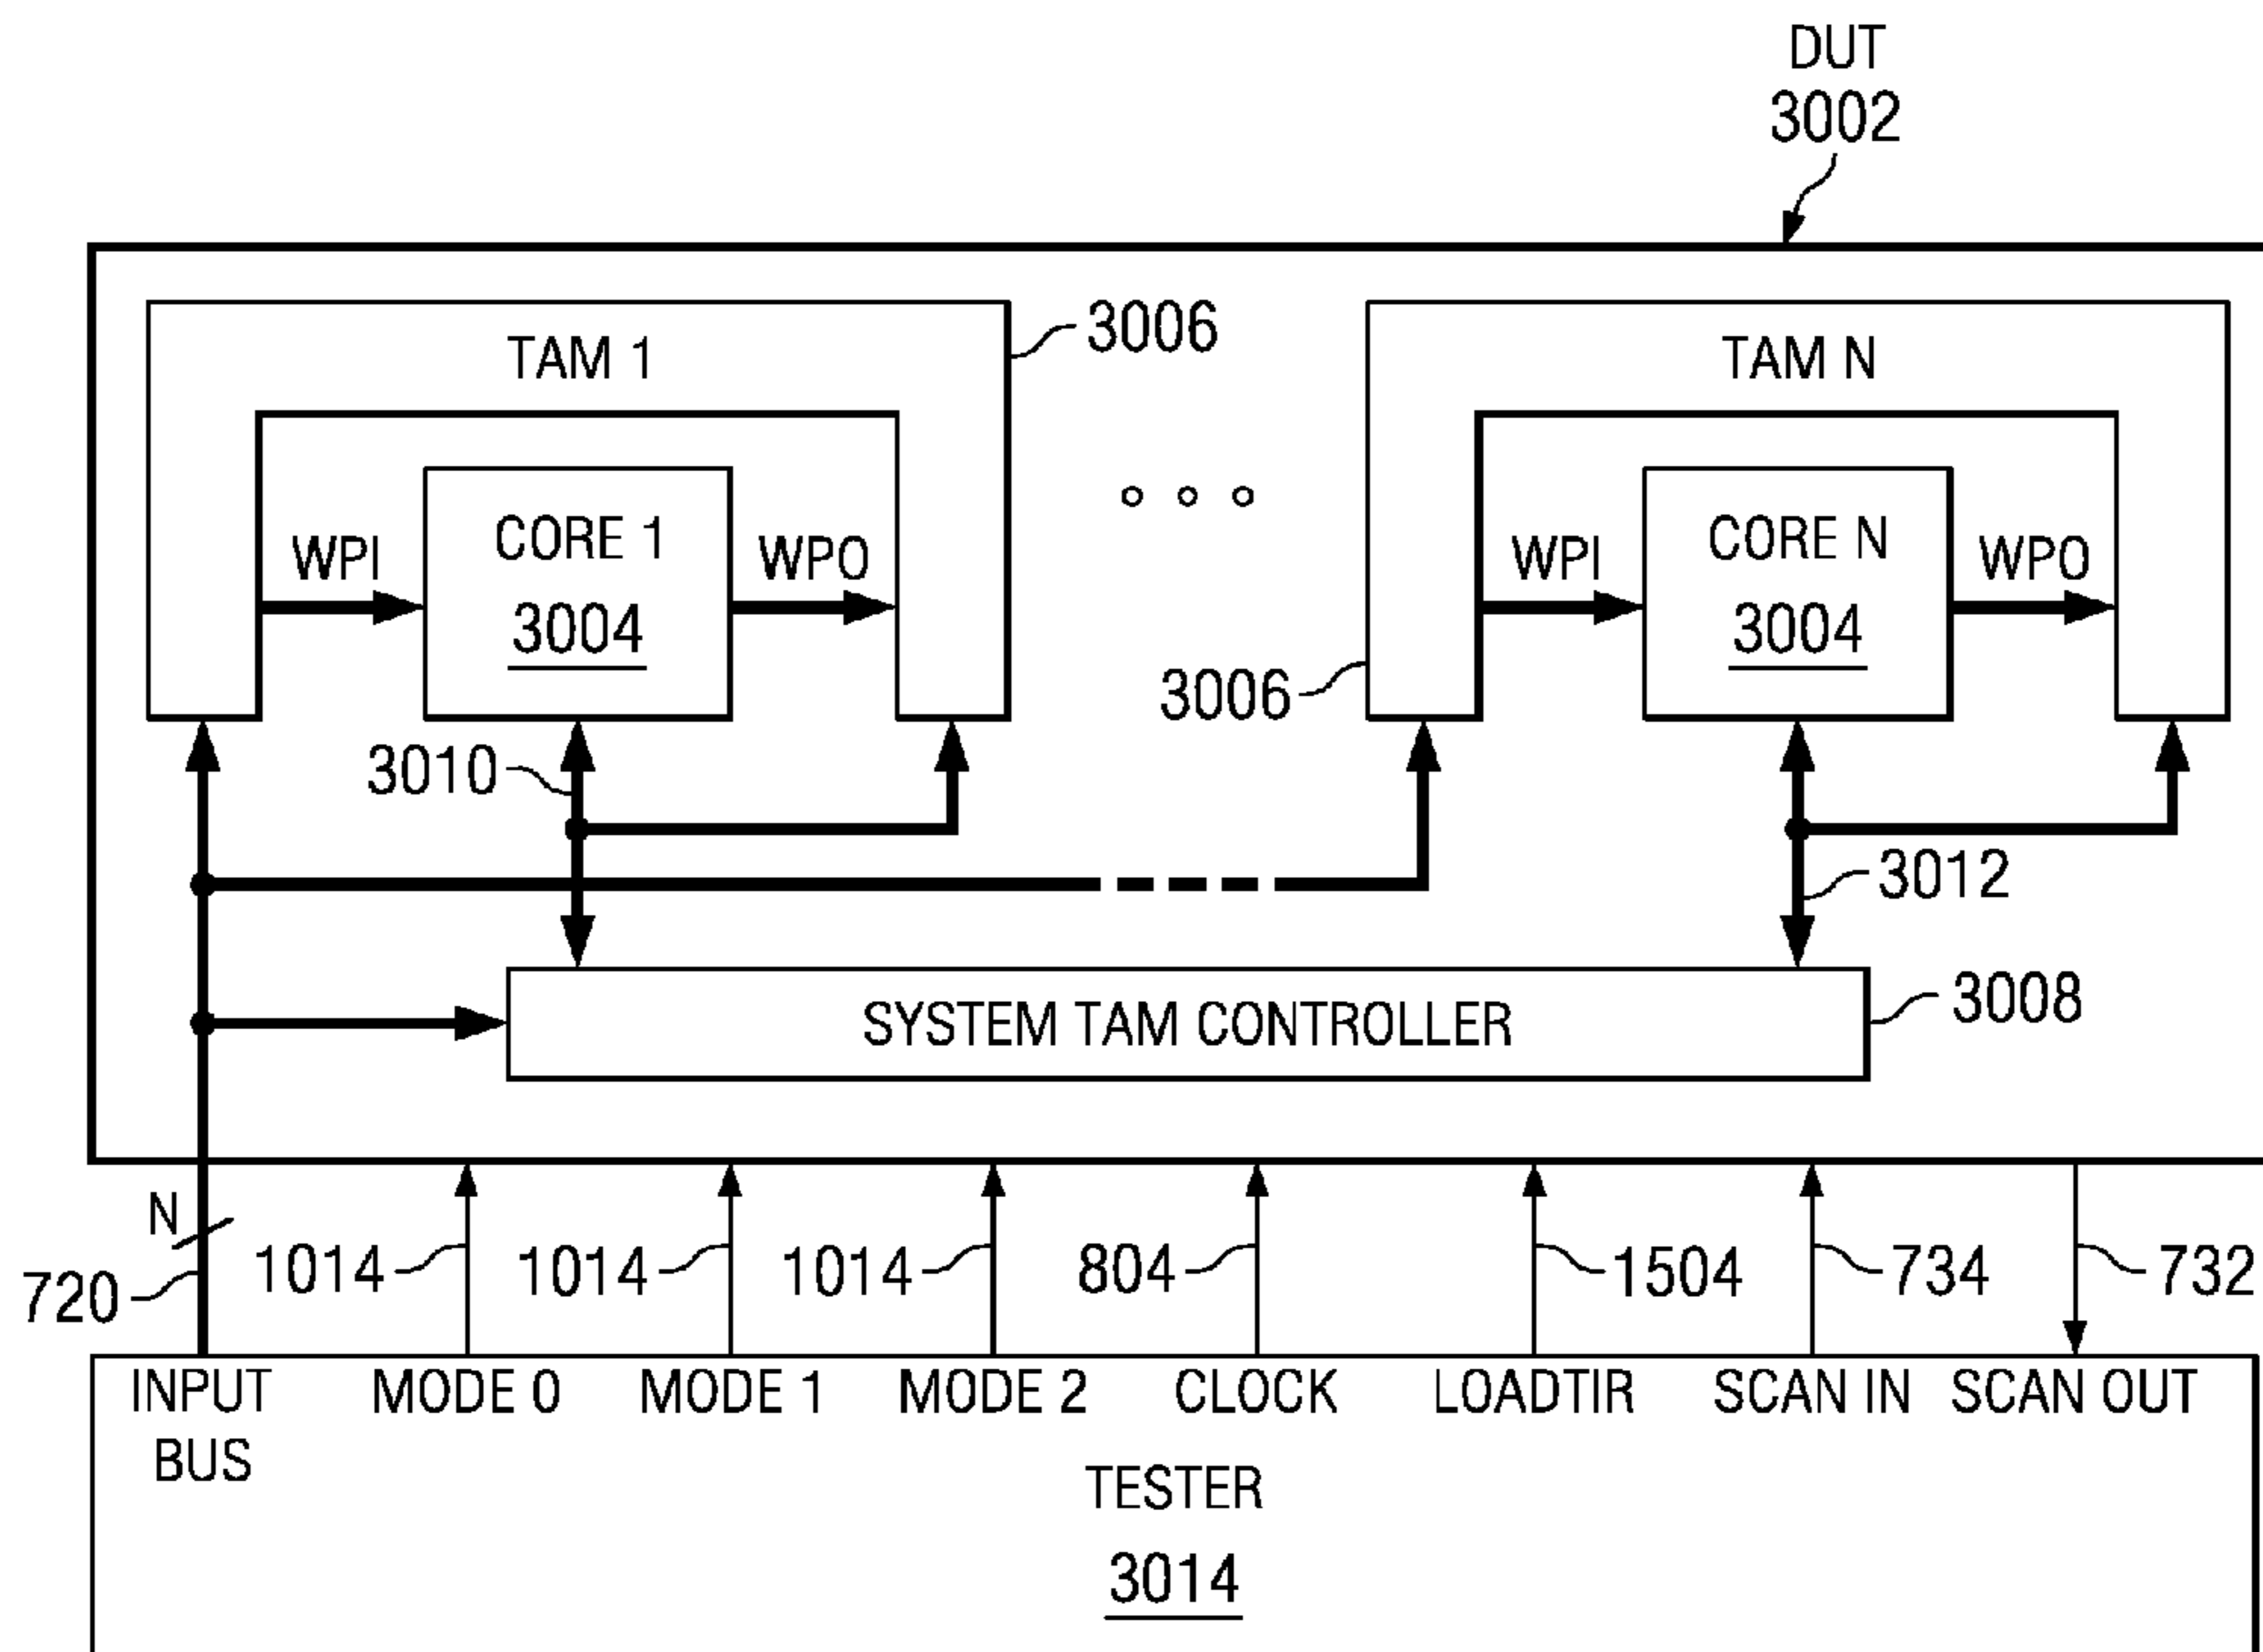 DUT
3002
TAM 1
3006
TAM N
WPI
CORE 1
3004
WPO
WPI
CORE N
3004
WPO
3006
3010
3012
SYSTEM TAM CONTROLLER
3008
N
720
1014
1014
1014
804
1504
734
732
INPUT
BUS
MODE 0
MODE 1
MODE 2
CLOCK
LOADTIR
SCAN IN
SCAN OUT
TESTER
3014